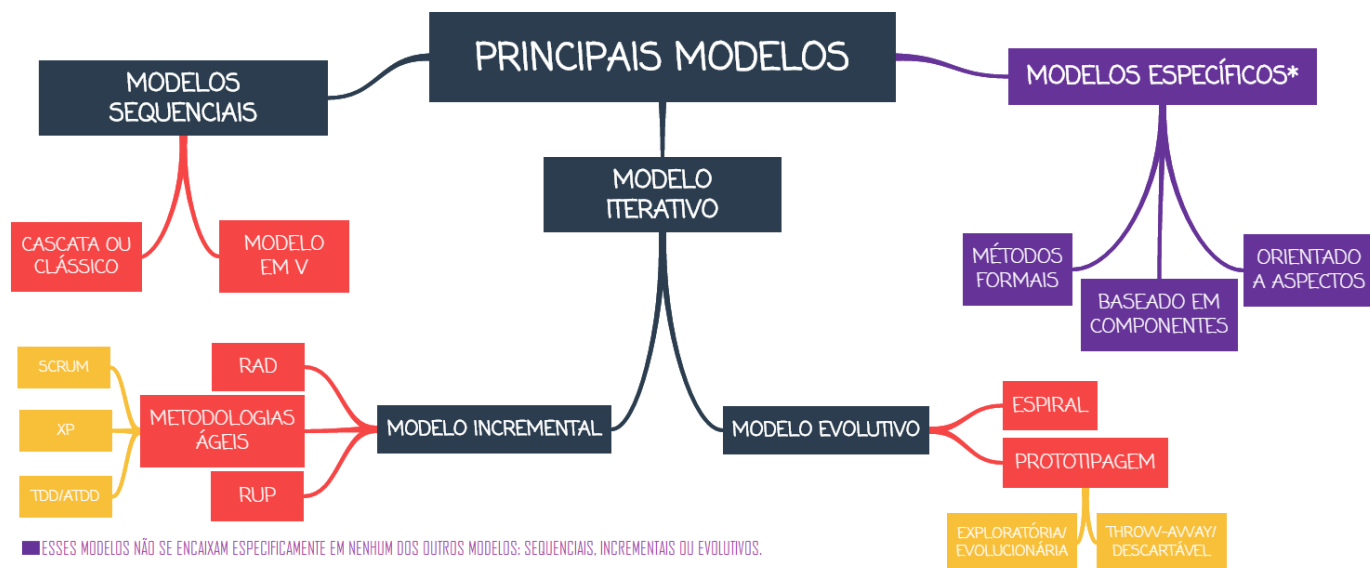 PRINCIPAIS MODELOS
MODELOS
SEQUENCIAIS
MODELOS ESPECÍFICOS*
MODELO
ITERATIVO
CASCATA OU
CLÁSSICO
MODELO
EM V
MÉTODOS
FORMAIS
BASEADO EM
COMPONENTES
ORIENTADO
A ASPECTOS
SCRUM
XP
TDD/ATDD
RAD
METODOLOGIAS
ÁGEIS
RUP
MODELO INCREMENTAL
MODELO EVOLUTIVO
ESPIRAL
PROTOTIPAGEM
EXPLORATÓRIA/
EVOLUCIONÁRIA
THROW-AWAY/
DESCARTÁVEL
ESSES MODELOS NÃO SE ENCAIXAM ESPECIFICAMENTE EM NENHUM DOS OUTROS MODELOS: SEQUENCIAIS, INCREMENTAIS OU EVOLUTIVOS.